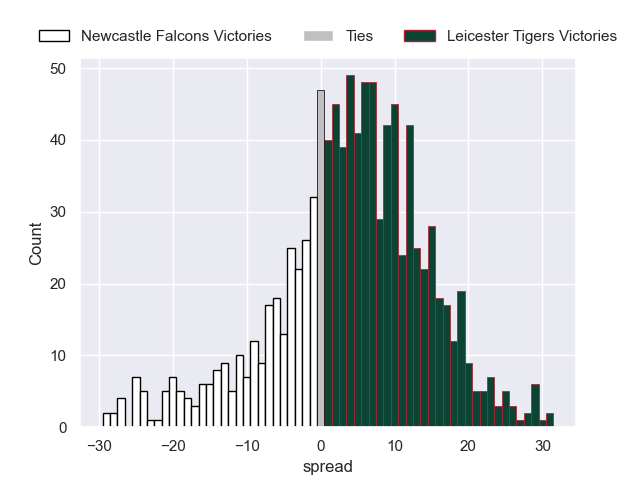 Newcastle Falcons Victories Ties Leicester Tigers Victories
50
40
30
20
10
0
Count
−30 −20 −10 0 10 20 30
spread